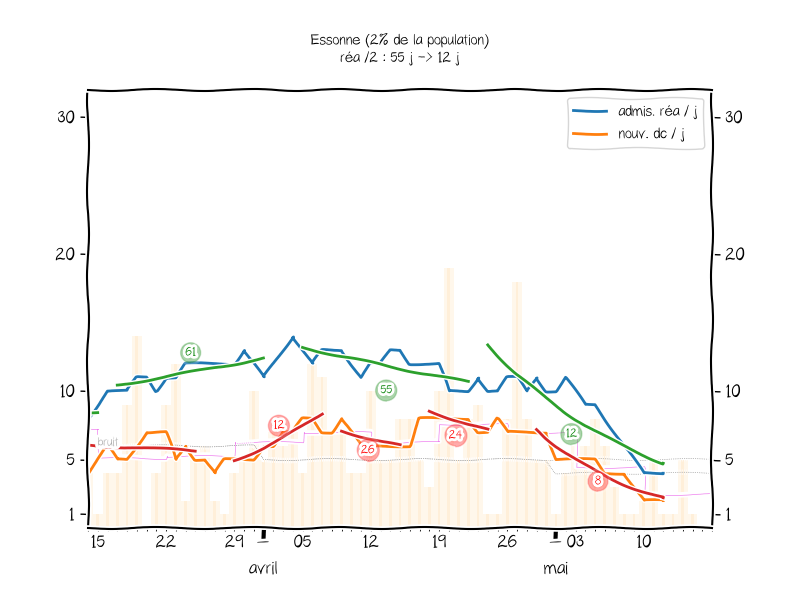 Essonne (2% de la population)
réa /2 : 55 j -> 12 j
admis. réa / j
nouv. dc / j
30
30
20
20
10
10
5
5
1
1
61
55
12
26
24
12
8
bruit
15 22 29 05 12 19 26 03 10
avril mai